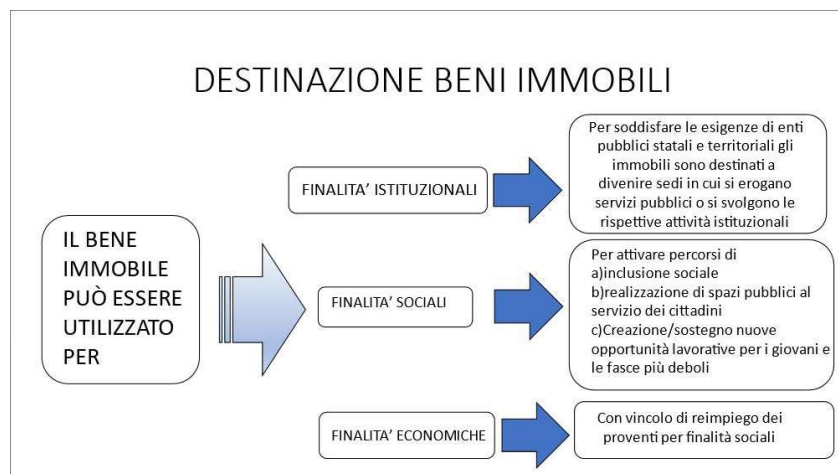 DESTINAZIONE BENI IMMOBILI
IL BENE
IMMOBILE
PUÒ ESSERE
UTILIZZATO
PER
FINALITA’ ISTITUZIONALI
Per soddisfare le esigenze di enti
pubblici statali e territoriali gli
immobili sono destinati a
divenire sedi in cui si erogano
servizi pubblici o si svolgono le
rispettive attività istituzionali
FINALITA’ SOCIALI
Per attivare percorsi di
a)inclusione sociale
b)realizzazione di spazi pubblici al
servizio dei cittadini
c)Creazione/sostegno nuove
opportunità lavorative per i giovani e
le fasce più deboli
FINALITA’ ECONOMICHE
Con vincolo di reimpiego dei
proventi per finalità sociali